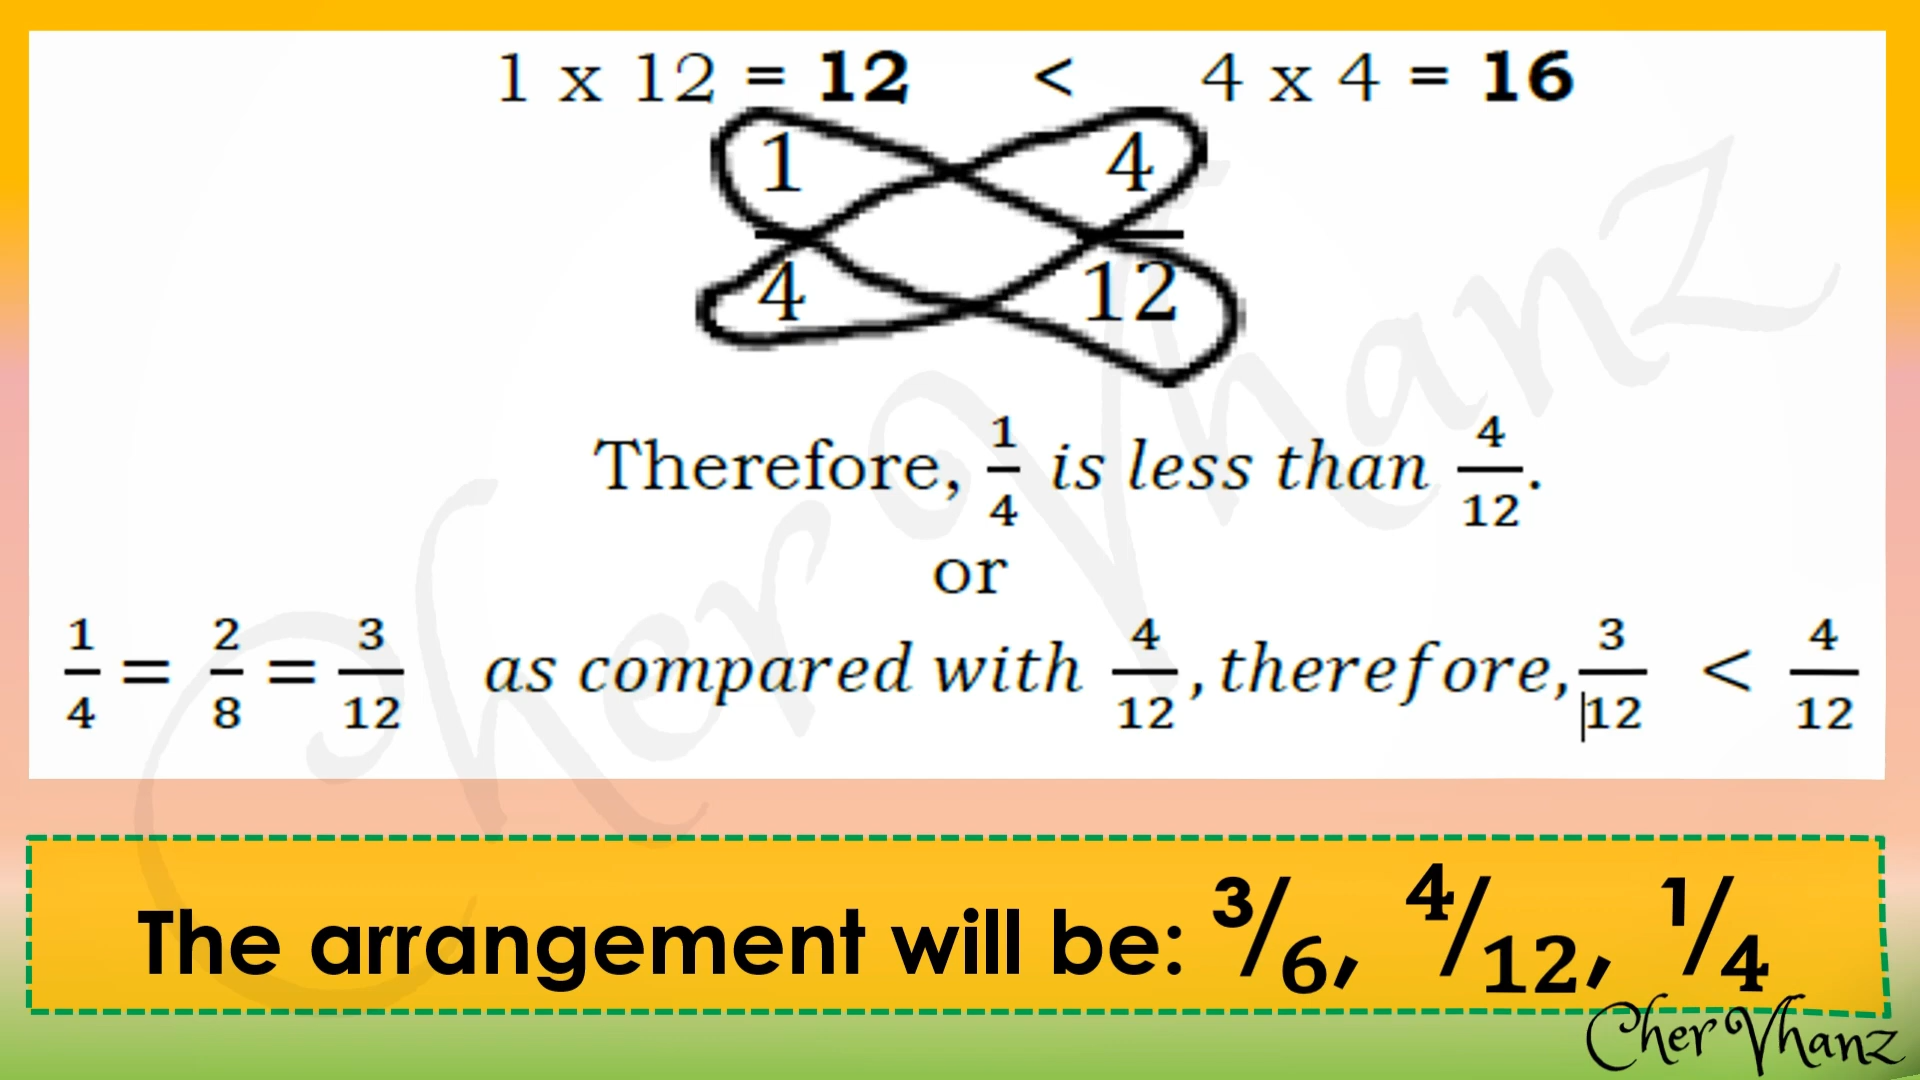 1 x 12 = 12 < 4 x 4 = 16
1 4
4 12
Therefore, 1/4 is less than 4/12.
or
1/4 = 2/8 = 3/12 as compared with 4/12, therefore, 3/12 < 4/12
The arrangement will be: 3/6, 4/12, 1/4
Cher Vhanz
Cher Vhanz